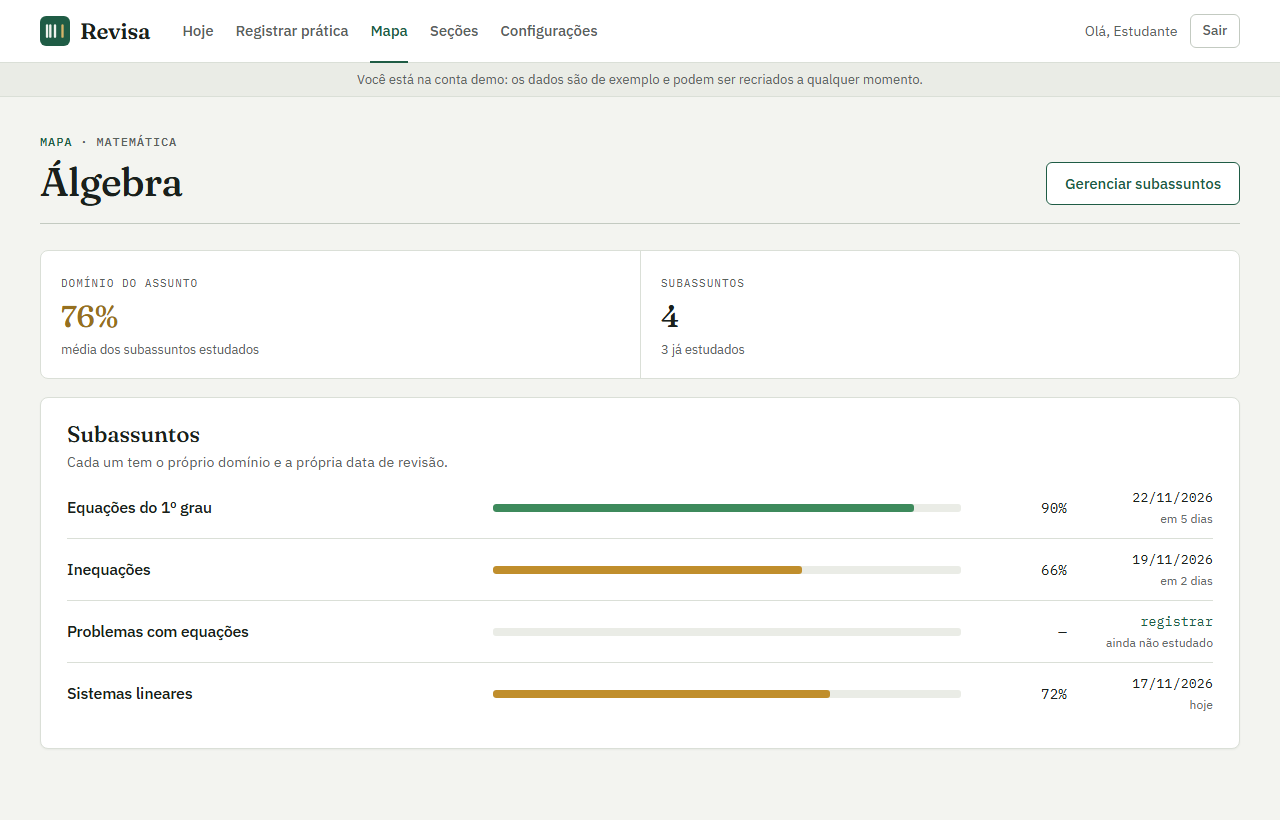 Revisa
Hoje
Registrar prática
Mapa
Seções
Configurações
Olá, Estudante
Sair
Você está na conta demo: os dados são de exemplo e podem ser recriados a qualquer momento.
MAPA · MATEMÁTICA
Álgebra
Gerenciar subassuntos
DOMÍNIO DO ASSUNTO
76%
média dos subassuntos estudados
SUBASSUNTOS
4
3 já estudados
Subassuntos
Cada um tem o próprio domínio e a própria data de revisão.
Equações do 1º grau
90%
22/11/2026
em 5 dias
Inequações
66%
19/11/2026
em 2 dias
Problemas com equações
—
registrar
ainda não estudado
Sistemas lineares
72%
17/11/2026
hoje